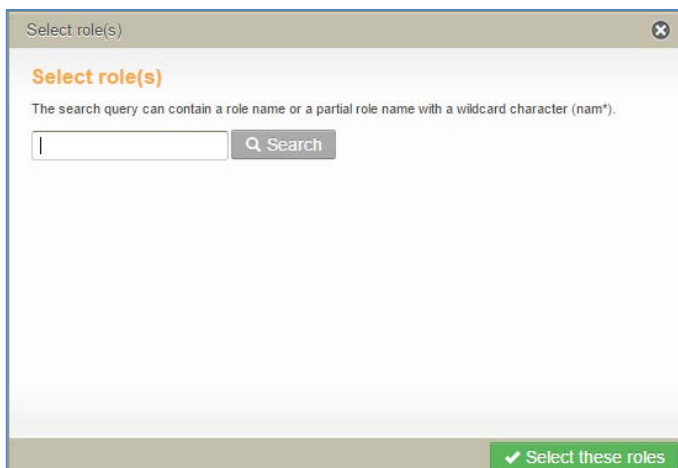 Select role(s)
Select role(s)
The search query can contain a role name or a partial role name with a wildcard character (nam*).
Search
Select these roles